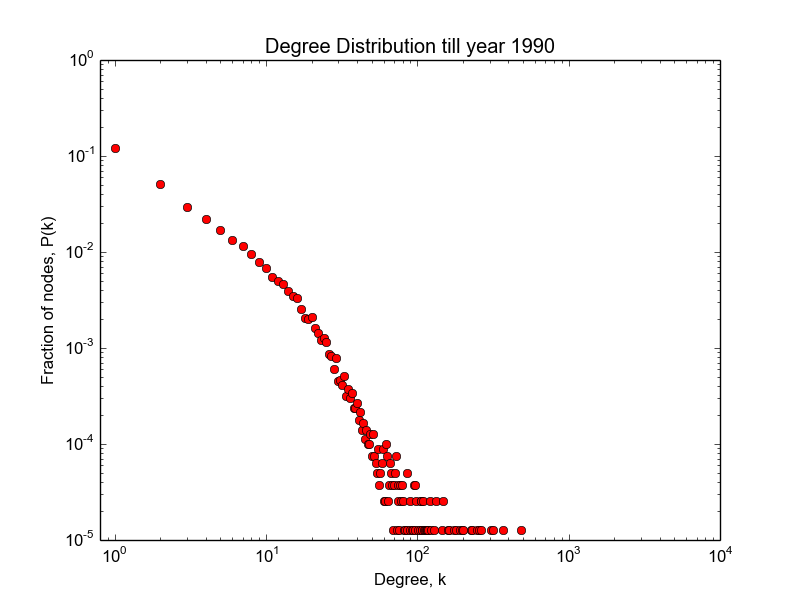 Degree Distribution till year 1990
Fraction of nodes, P(k)
10^0
10^-1
10^-2
10^-3
10^-4
10^-5
10^0 10^1 10^2 10^3 10^4
Degree, k